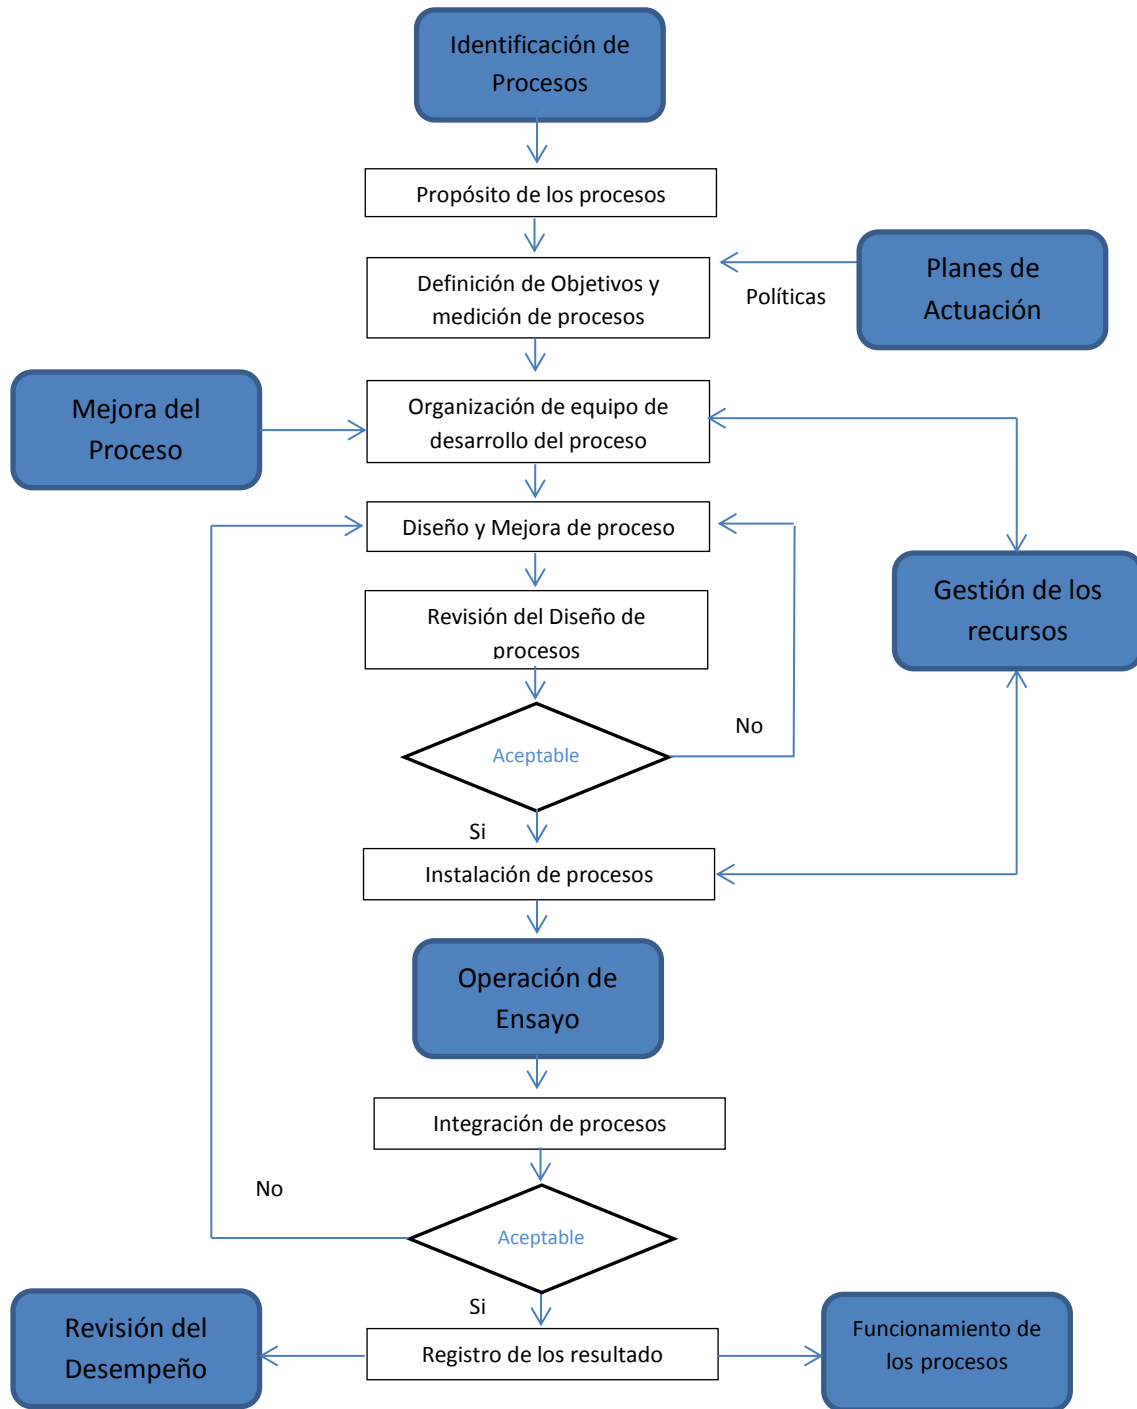 Identificación de
Procesos
Propósito de los procesos
Definición de Objetivos y
medición de procesos
Políticas
Planes de
Actuación
Mejora del
Proceso
Organización de equipo de
desarrollo del proceso
Diseño y Mejora de proceso
Revisión del Diseño de
procesos
Gestión de los
recursos
No
Aceptable
Si
Instalación de procesos
Operación de
Ensayo
Integración de procesos
No
Aceptable
Si
Revisión del
Desempeño
Registro de los resultado
Funcionamiento de
los procesos